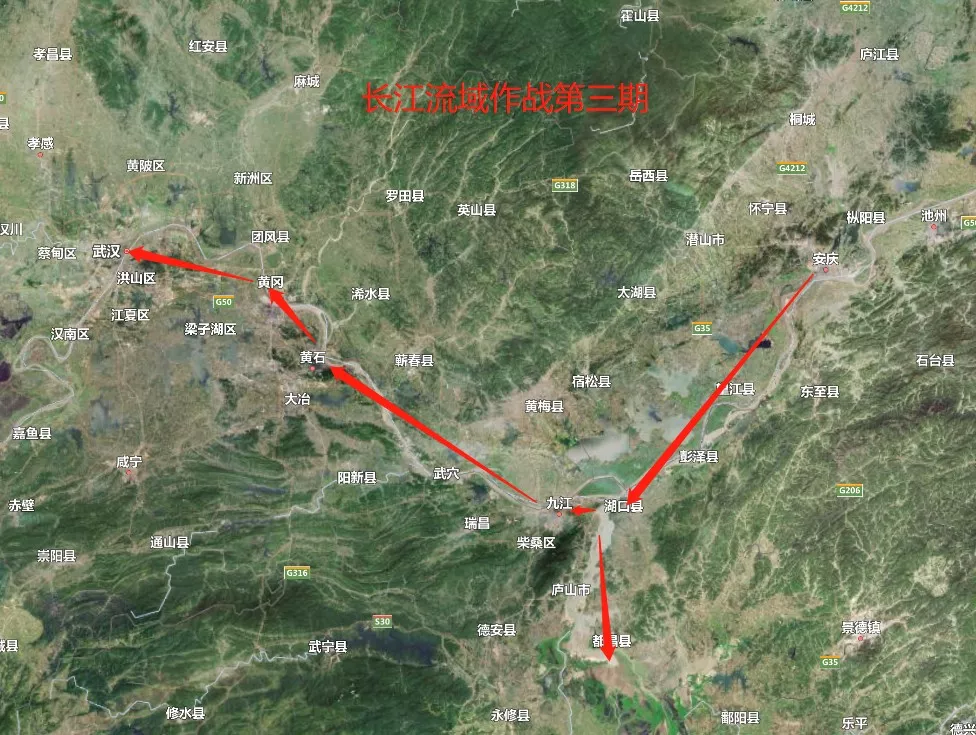 霍山县
G4212
孝昌县
红安县
庐江县
麻城
长江流域作战第三期
桐城
孝感
黄陂区
新洲区
G318
岳西县
G4212
罗田县
英山县
怀宁县
枞阳县
池州
汉川
蔡甸区
武汉
团风县
潜山市
安庆
洪山区
黄冈
浠水县
太湖县
G50
江夏区
梁子湖区
汉南区
G35
黄石
蕲春县
石台县
宿松县
望江县
东至县
大冶
黄梅县
嘉鱼县
咸宁
彭泽县
阳新县
武穴
G206
赤壁
九江
湖口县
瑞昌
柴桑区
通山县
崇阳县
G316
庐山市
S30
德安县
都昌县
景德镇
武宁县
G35
修水县
永修县
鄱阳县
乐平